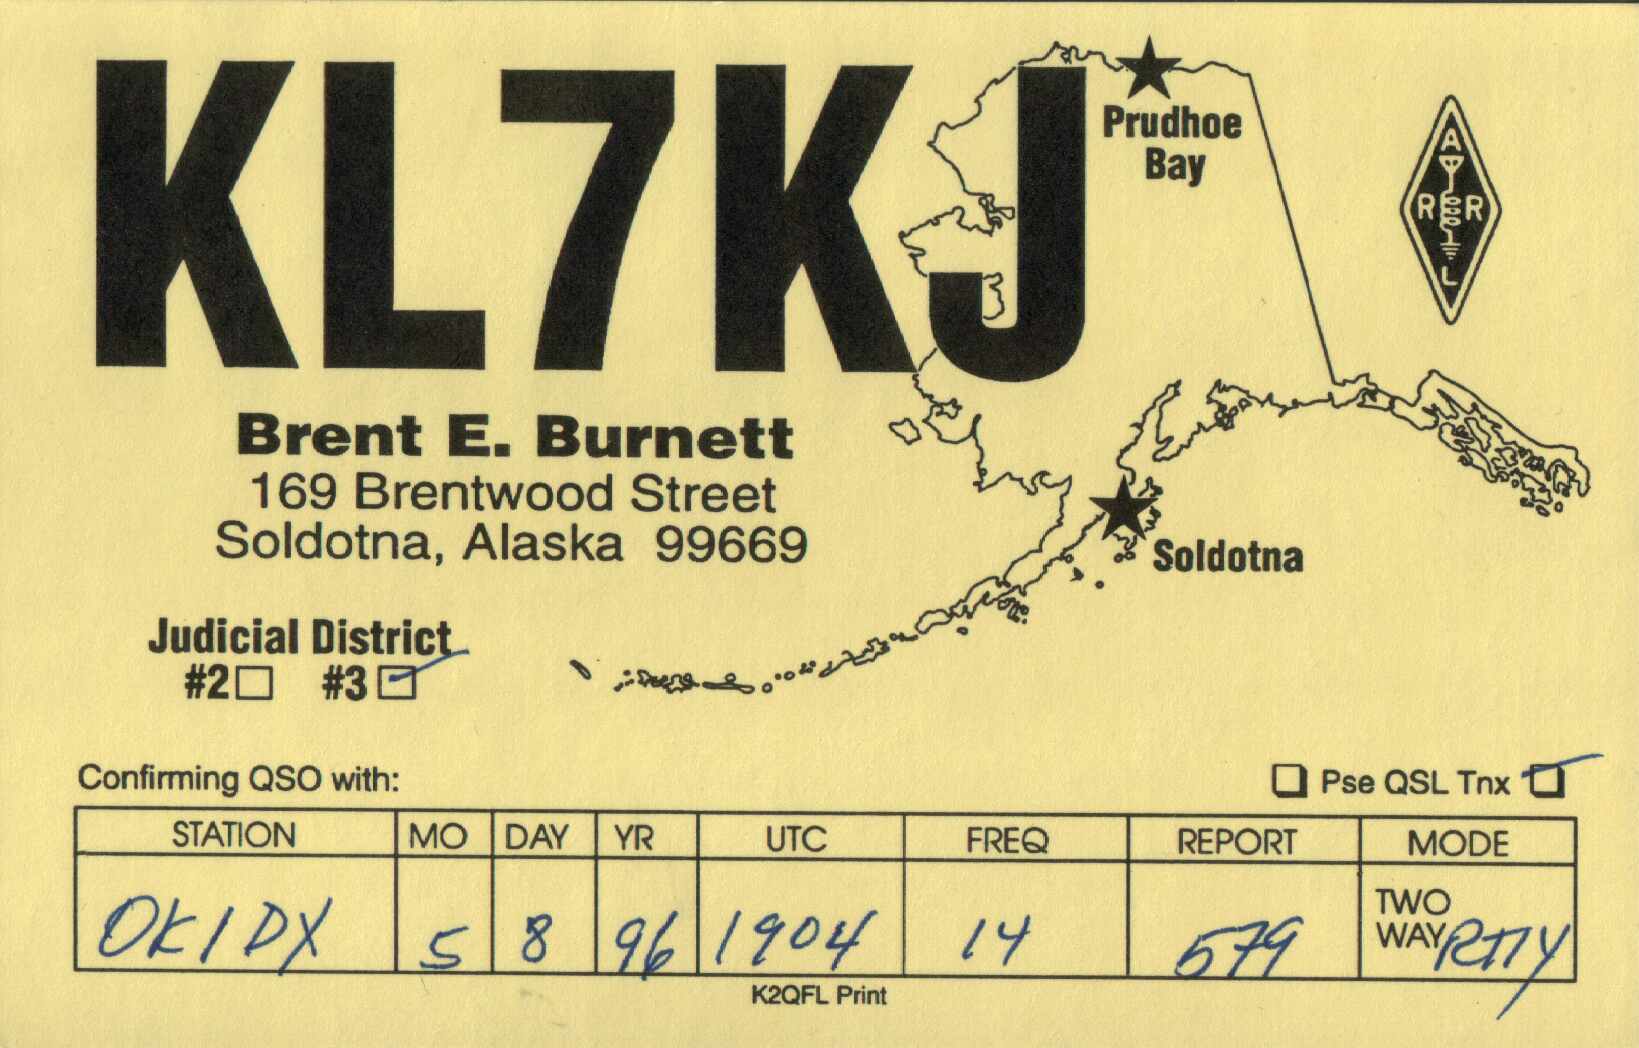 KL7KJ
Prudhoe
Bay
A
R R
L
Brent E. Burnett
169 Brentwood Street
Soldotna, Alaska 99669
Soldotna
Judicial District
#2 #3
Confirming QSO with:
Pse QSL Tnx
STATION MO DAY YR UTC FREQ REPORT MODE
OK1DX 5 8 96 1904 14 579 TWO WAY RTTY
K2QFL Print